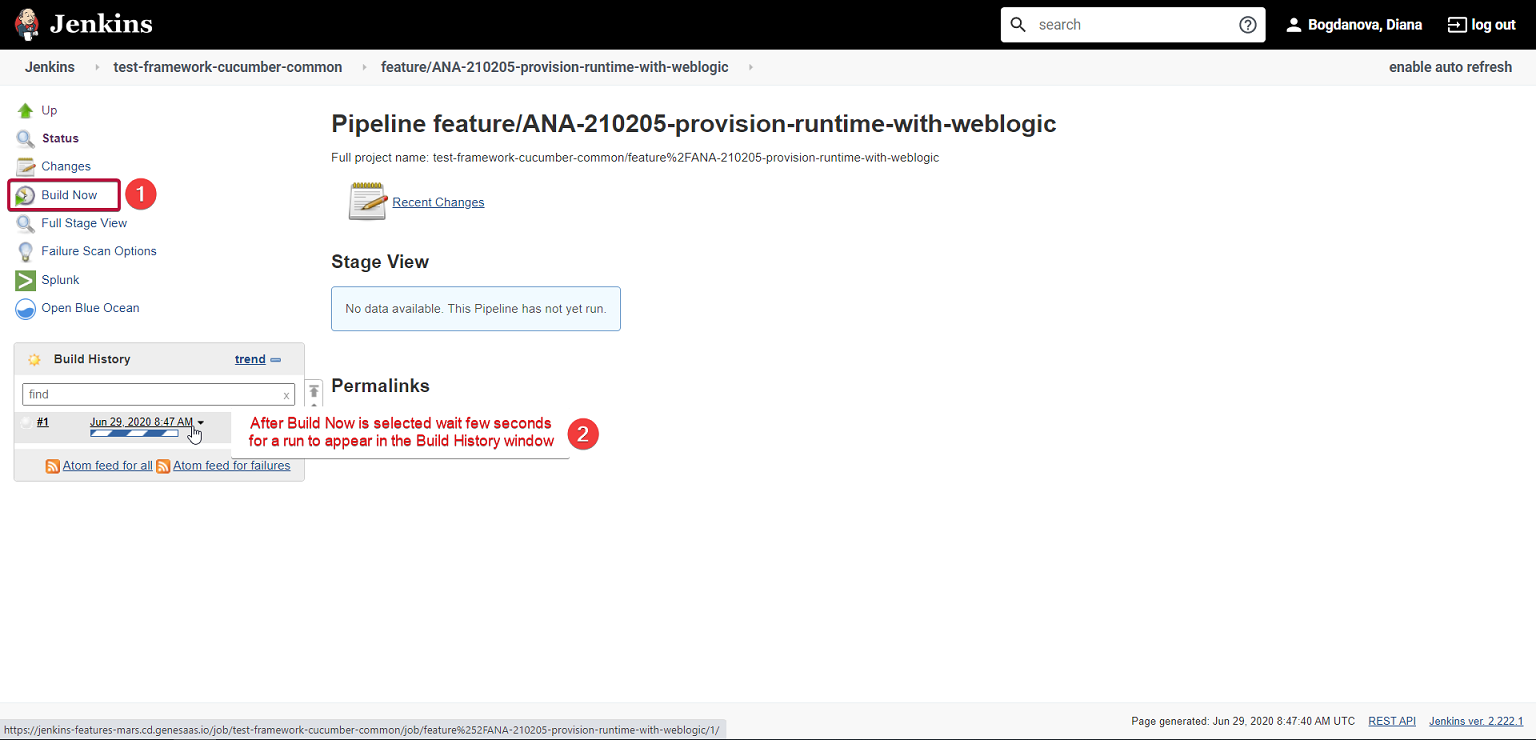 Jenkins
search
Bogdanova, Diana
log out
Jenkins
test-framework-cucumber-common
feature/ANA-210205-provision-runtime-with-weblogic
enable auto refresh
Up
Status
Changes
Build Now
1
Full Stage View
Failure Scan Options
Splunk
Open Blue Ocean
Pipeline feature/ANA-210205-provision-runtime-with-weblogic
Full project name: test-framework-cucumber-common/feature%2FANA-210205-provision-runtime-with-weblogic
Recent Changes
Stage View
No data available. This Pipeline has not yet run.
Build History
trend
find
x
#1
Jun 29, 2020 8:47 AM
Atom feed for all
Atom feed for failures
Permalinks
After Build Now is selected wait few seconds
for a run to appear in the Build History window
2
Page generated: Jun 29, 2020 8:47:40 AM UTC
REST API
Jenkins ver. 2.222.1
https://jenkins-features-mars.cd.genesaas.io/job/test-framework-cucumber-common/job/feature%252FANA-210205-provision-runtime-with-weblogic/1/